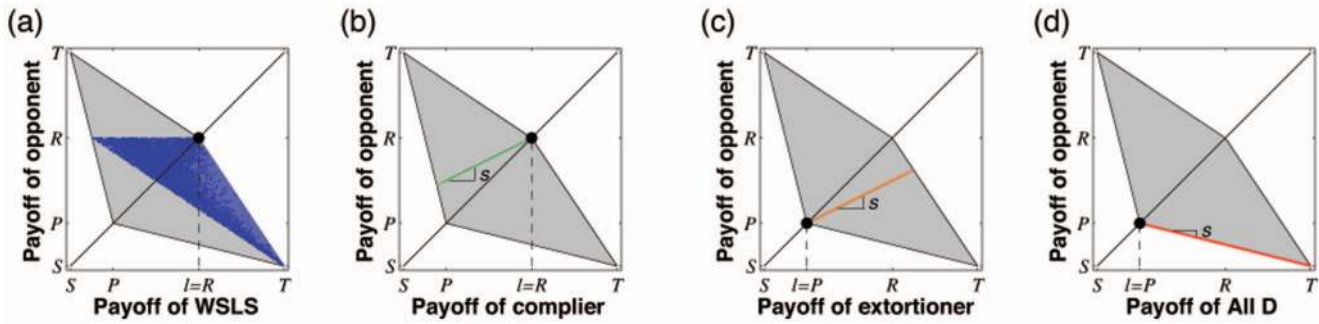 (a)
Payoff of opponent
T
R
P
S
S P l=R T
Payoff of WSLS
(b)
Payoff of opponent
T
R
P
S
s
S P l=R T
Payoff of complier
(c)
Payoff of opponent
T
R
P
S
s
S l=P R T
Payoff of extortioner
(d)
Payoff of opponent
T
R
P
S
s
S l=P R T
Payoff of All D